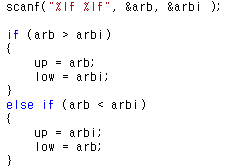 scanf("%lf %lf", &arb, &arbi );
if (arb > arbi)
{
up = arb;
low = arbi;
}
else if (arb < arbi)
{
up = arbi;
low = arb;
}